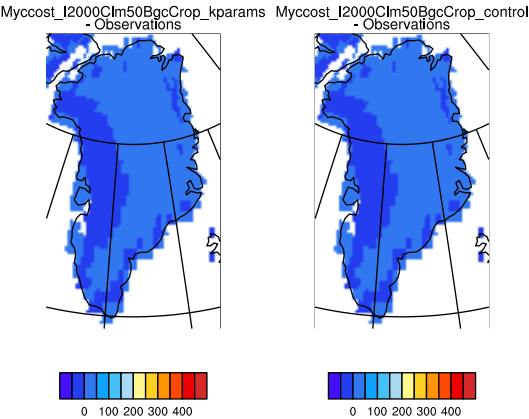 Myccost_I2000Clm50BgcCrop_kparams
- Observations
Myccost_I2000Clm50BgcCrop_control
- Observations
0 100 200 300 400
0 100 200 300 400